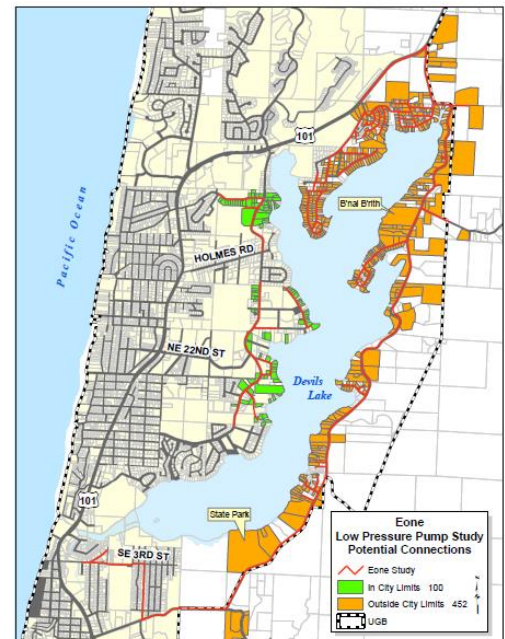 101
Pacific Ocean
B'nai B'rith
HOLMES RD
NE 22ND ST
Devils
Lake
101
State Park
SE 3RD ST
Eone
Low Pressure Pump Study
Potential Connections
Eone Study
In City Limits 100
Outside City Limits 452
UGB